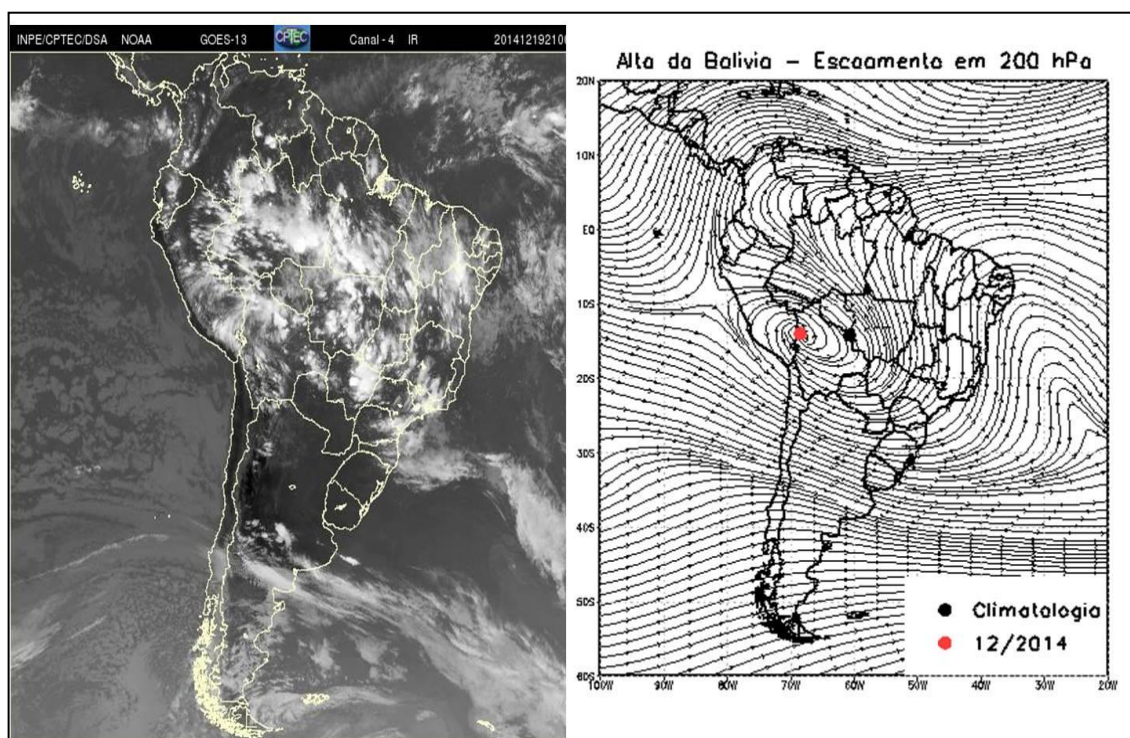 INPE/CPTEC/DSA NOAA GOES-13 CPTEC Canal - 4 IR 201412192100
Alta da Bolivia - Escoamento em 200 hPa
20N
10N
EQ
10S
20S
30S
40S
50S
60S
100W 90W 80W 70W 60W 50W 40W 30W 20W
Climatologia
12/2014